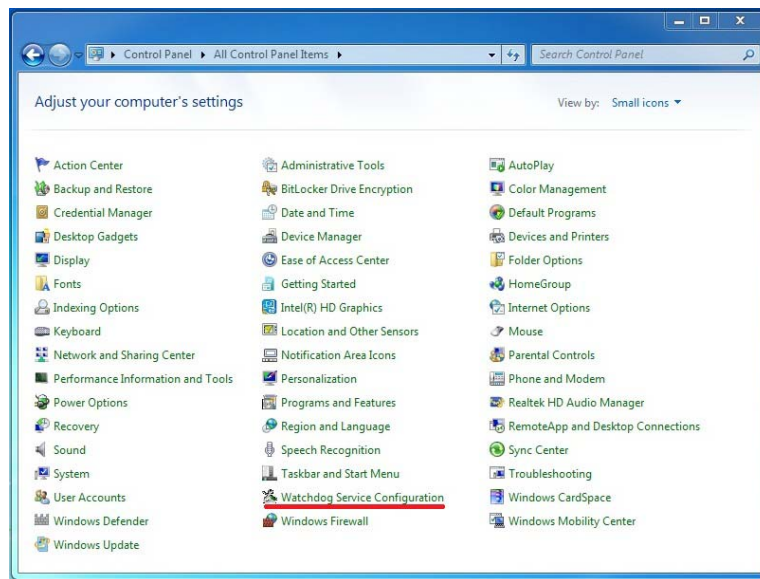 Control Panel All Control Panel Items
Search Control Panel
Adjust your computer's settings
View by: Small icons
Action Center Administrative Tools AutoPlay
Backup and Restore BitLocker Drive Encryption Color Management
Credential Manager Date and Time Default Programs
Desktop Gadgets Device Manager Devices and Printers
Display Ease of Access Center Folder Options
Fonts Getting Started HomeGroup
Indexing Options Intel(R) HD Graphics Internet Options
Keyboard Location and Other Sensors Mouse
Network and Sharing Center Notification Area Icons Parental Controls
Performance Information and Tools Personalization Phone and Modem
Power Options Programs and Features Realtek HD Audio Manager
Recovery Region and Language RemoteApp and Desktop Connections
Sound Speech Recognition Sync Center
System Taskbar and Start Menu Troubleshooting
User Accounts Watchdog Service Configuration Windows CardSpace
Windows Defender Windows Firewall Windows Mobility Center
Windows Update